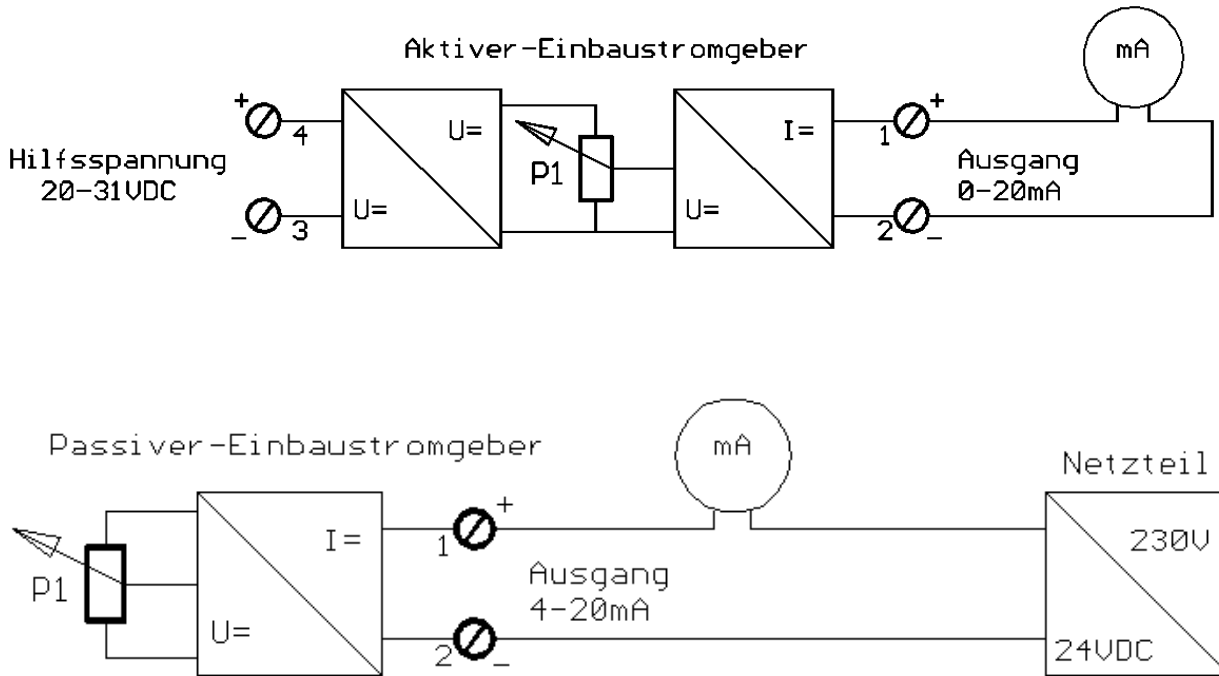 Aktiver-Einbaustromgeber
mA
+
4
U=
P1
I=
1
+
Hilfsspannung
20-31VDC
Ausgang
0-20mA
_
3
U=
U=
2
_
Passiver-Einbaustromgeber
mA
Netzteil
I=
1
+
230V
P1
Ausgang
4-20mA
U=
2
_
24VDC